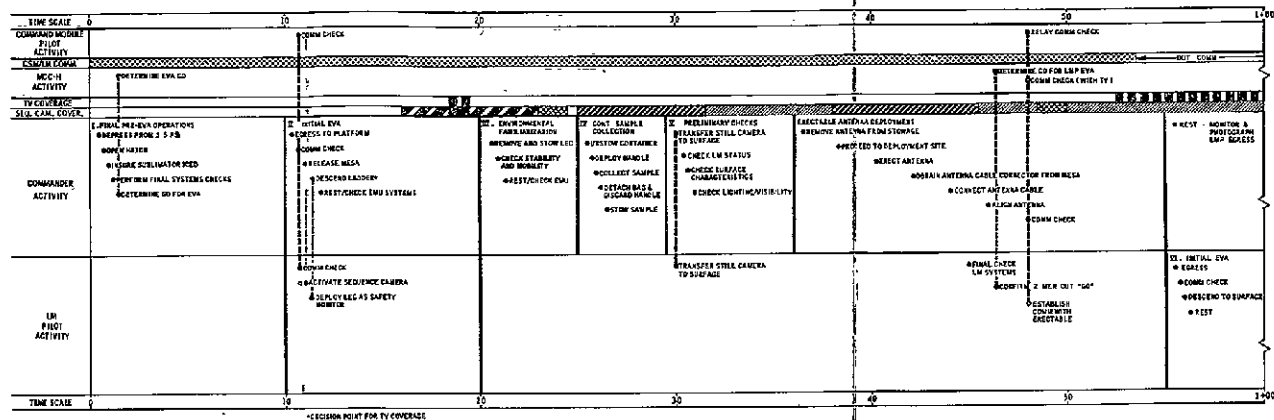 TIME SCALE 0 10 20 30 40 50 1+00
COMMAND MODULE
PILOT
ACTIVITY
COMM CHECK
RELAY COMM CHECK
CSM/LM COMM
OUT COMM
MCC-H
ACTIVITY
DETERMINE EVA GO
DETERMINE GO FOR LMP EVA
COMM CHECK (WITH TV)
TV COVERAGE
SEQ. CAM. COVER.
COMMANDER
ACTIVITY
I. FINAL PRE-EVA OPERATIONS
DEPRESS FROM 3.5 PSI
OPEN HATCH
INSURE SUBLIMATOR ICED
PERFORM FINAL SYSTEMS CHECKS
DETERMINE GO FOR EVA
II. INITIAL EVA
EGRESS TO PLATFORM
COMM CHECK
RELEASE MESA
DESCEND LADDERY
REST/CHECK EMU SYSTEMS
III. ENVIRONMENTAL
FAMILIARIZATION
REMOVE AND STOW LEC
CHECK STABILITY
AND MOBILITY
REST/CHECK EMU
IV CONT. SAMPLE
COLLECTION
UNSTOW CONTAINER
DEPLOY HANDLE
COLLECT SAMPLE
DETACH BAG &
DISCARD HANDLE
STOW SAMPLE
V PRELIMINARY CHECKS
TRANSFER STILL CAMERA
TO SURFACE
CHECK LM STATUS
CHECK SURFACE
CHARACTERISTICS
CHECK LIGHTING/VISIBILITY
ERECTABLE ANTENNA DEPLOYMENT
REMOVE ANTENNA FROM STORAGE
PROCEED TO DEPLOYMENT SITE
ERECT ANTENNA
OBTAIN ANTENNA CABLE CONNECTOR FROM MESA
CONNECT ANTENNA CABLE
ALIGN ANTENNA
COMM CHECK
REST - MONITOR &
PHOTOGRAPH
LMP EGRESS
LM
PILOT
ACTIVITY
COMM CHECK
ACTIVATE SEQUENCE CAMERA
DEPLOY LEC AS SAFETY
MONITOR
TRANSFER STILL CAMERA
TO SURFACE
FINAL CHECK
LM SYSTEMS
CONFIRM 2 MEN OUT "GO"
ESTABLISH
COMM WITH
ERECTABLE
VI. INITIAL EVA
EGRESS
COMM CHECK
DESCEND TO SURFACE
REST
TIME SCALE 0 10 20 30 40 50 1+00
*DECISION POINT FOR TV COVERAGE